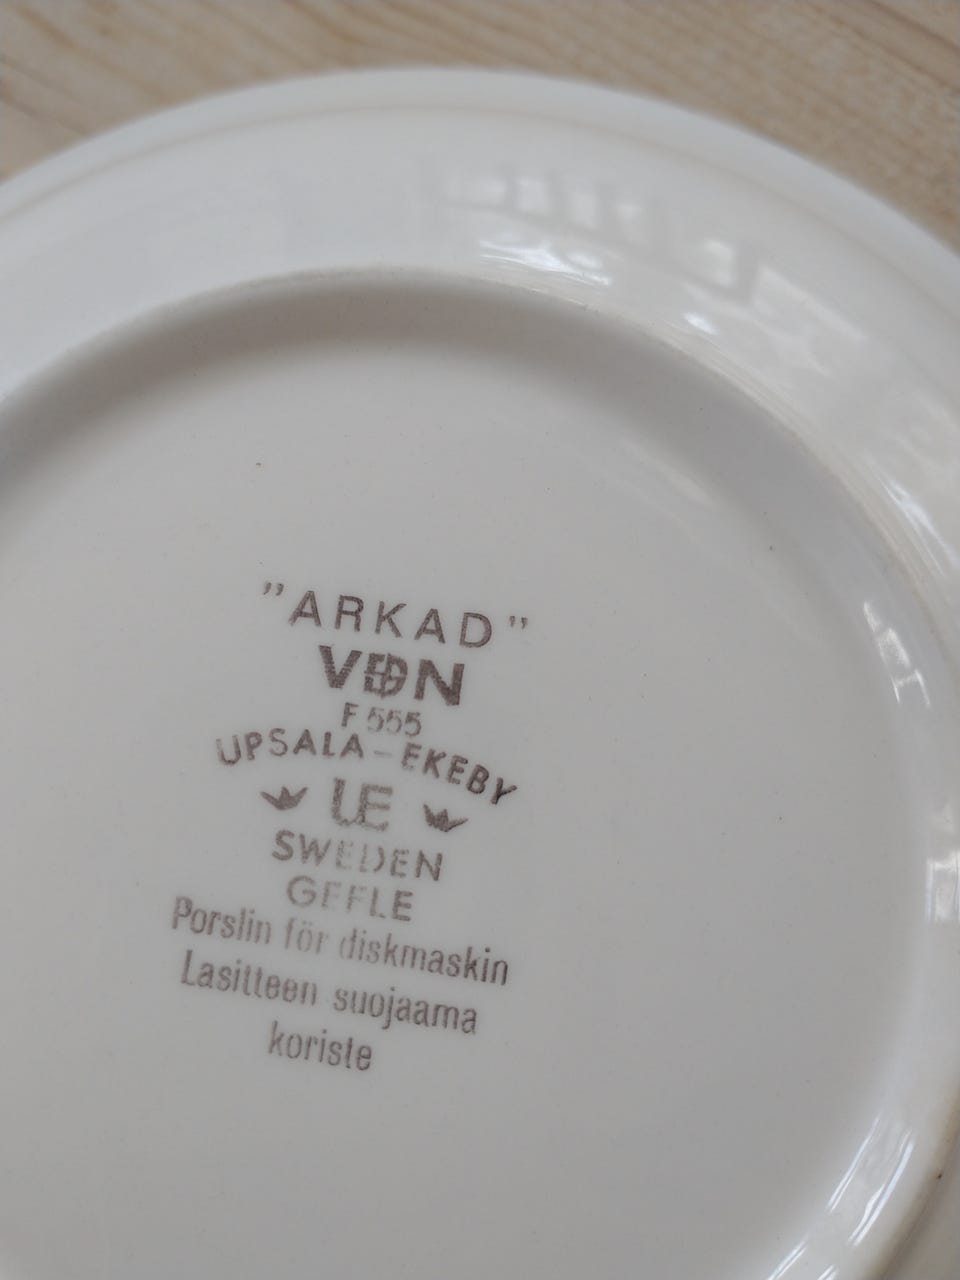 "ARKAD"
VDN
F 555
UPSALA-EKEBY
UE
SWEDEN
GEFLE
Porslin för diskmaskin
Lasitteen suojaama
koriste